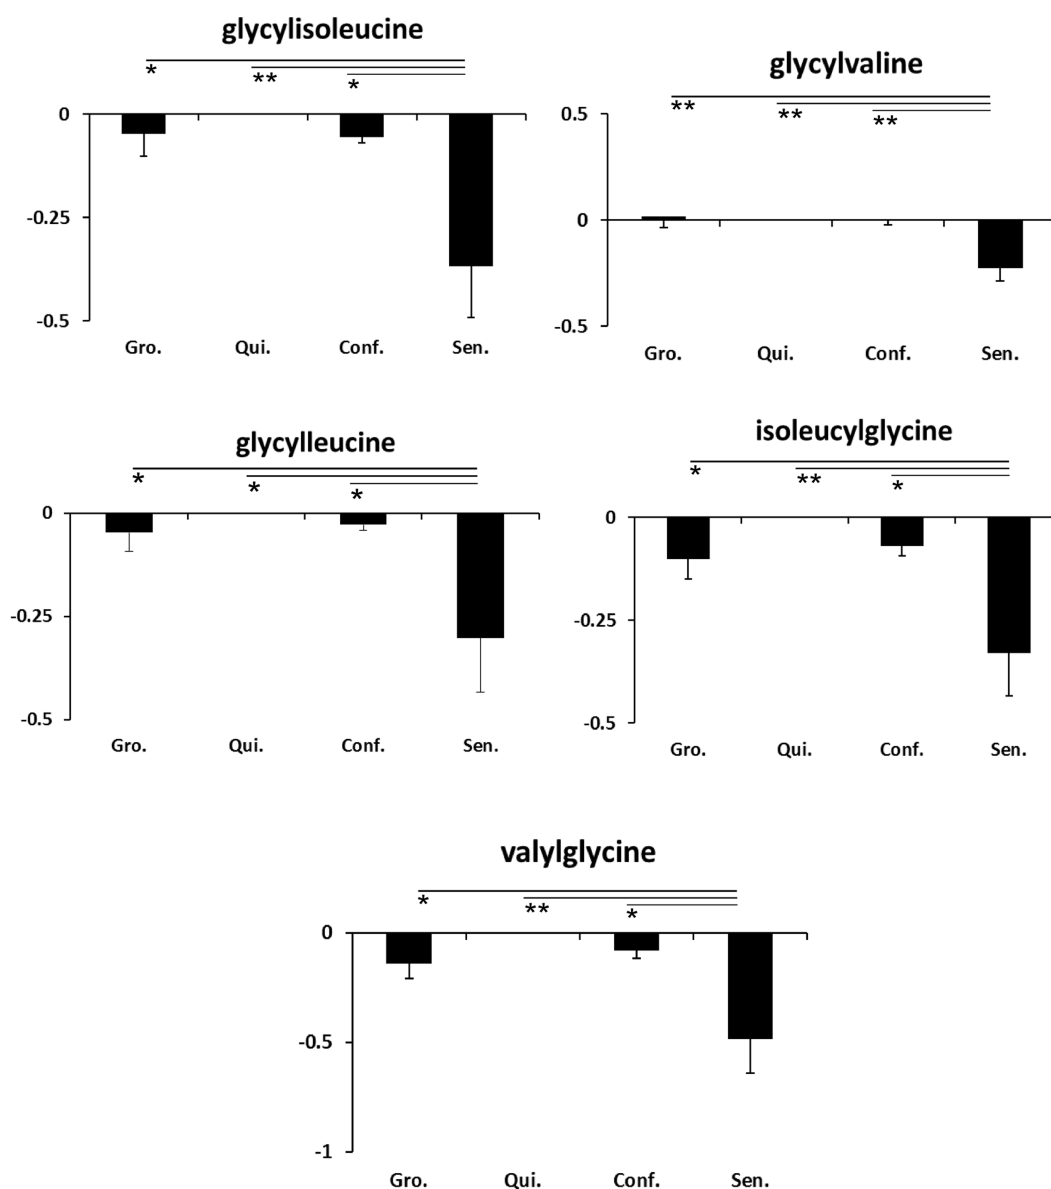 glycylisoleucine
* ** *
0
-0.25
-0.5
Gro. Qui. Conf. Sen.
glycylvaline
** ** **
0.5
0
-0.5
Gro. Qui. Conf. Sen.
glycylleucine
* * *
0
-0.25
-0.5
Gro. Qui. Conf. Sen.
isoleucylglycine
* ** *
0
-0.25
-0.5
Gro. Qui. Conf. Sen.
valylglycine
* ** *
0
-0.5
-1
Gro. Qui. Conf. Sen.